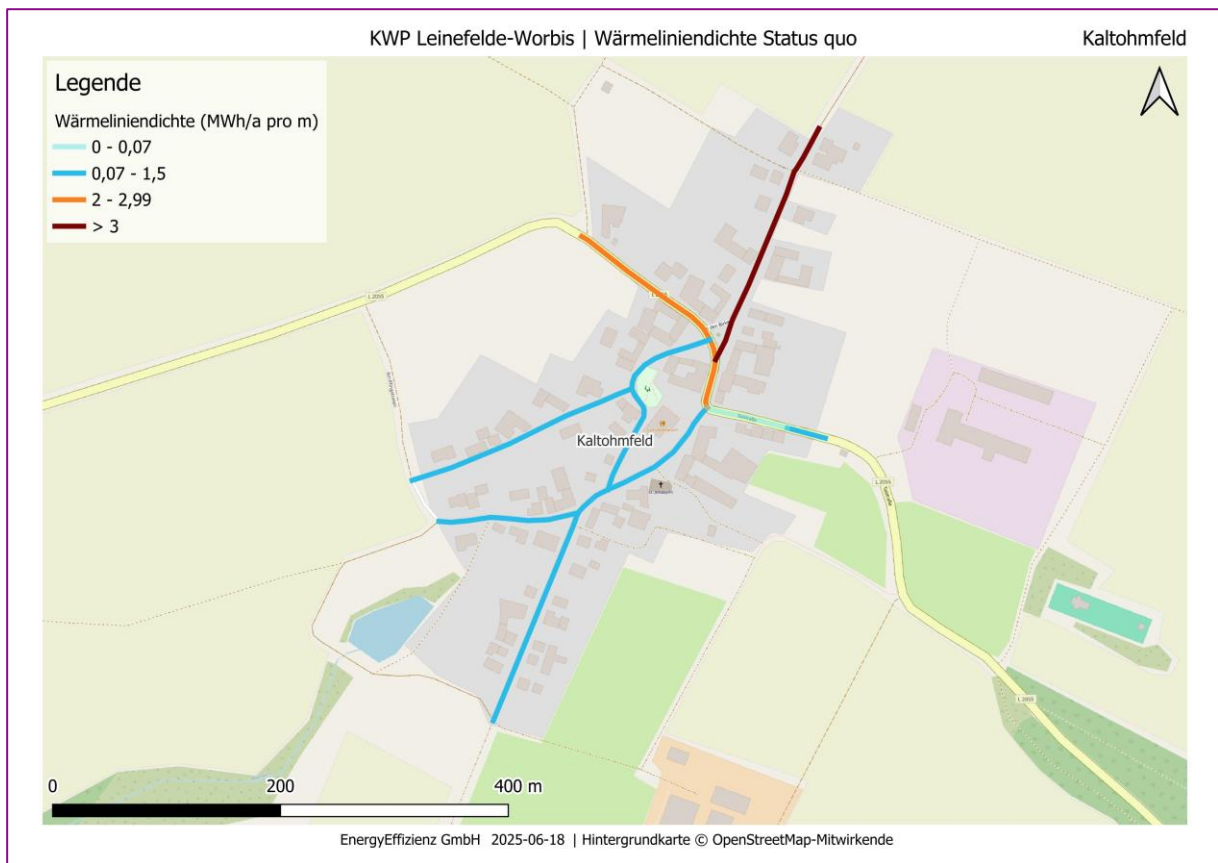 KWP Leinefelde-Worbis | Wärmeliniendichte Status quo
Kaltohmfeld
Legende
Wärmeliniendichte (MWh/a pro m)
0 - 0,07
0,07 - 1,5
2 - 2,99
> 3
L 2055
Kaltohmfeld
0 200 400 m
EnergyEffizienz GmbH 2025-06-18 | Hintergrundkarte © OpenStreetMap-Mitwirkende